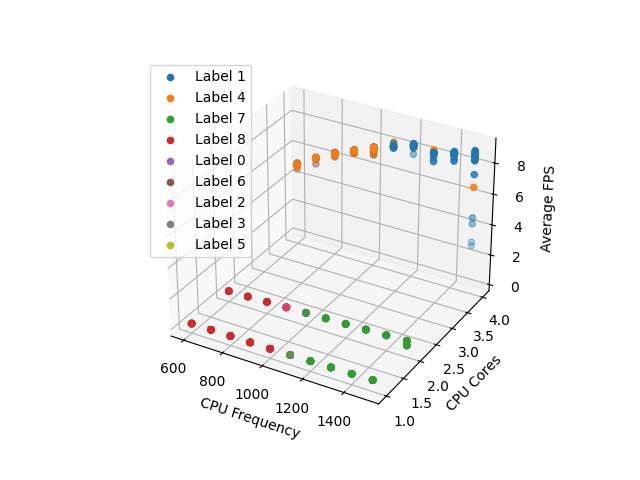 Label 1
Label 4
Label 7
Label 8
Label 0
Label 6
Label 2
Label 3
Label 5
600
800
1000
1200
1400
CPU Frequency
1.0
1.5
2.0
2.5
3.0
3.5
4.0
CPU Cores
0
2
4
6
8
Average FPS